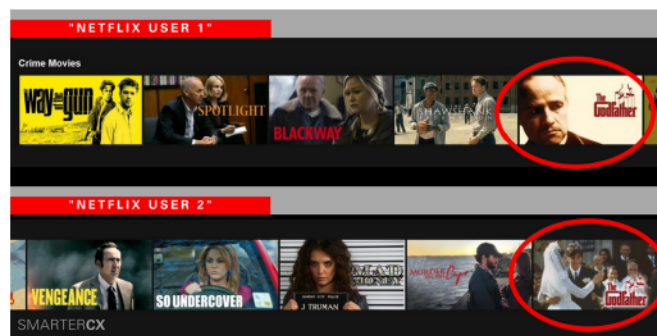 "NETFLIX USER 1"
Crime Movies
Way of the Gun
SPOTLIGHT
BLACKWAY
SHAWSHANK
The Godfather
"NETFLIX USER 2"
VENGEANCE
SO UNDERCOVER
J TRUMAN
The Godfather
SMARTERCX